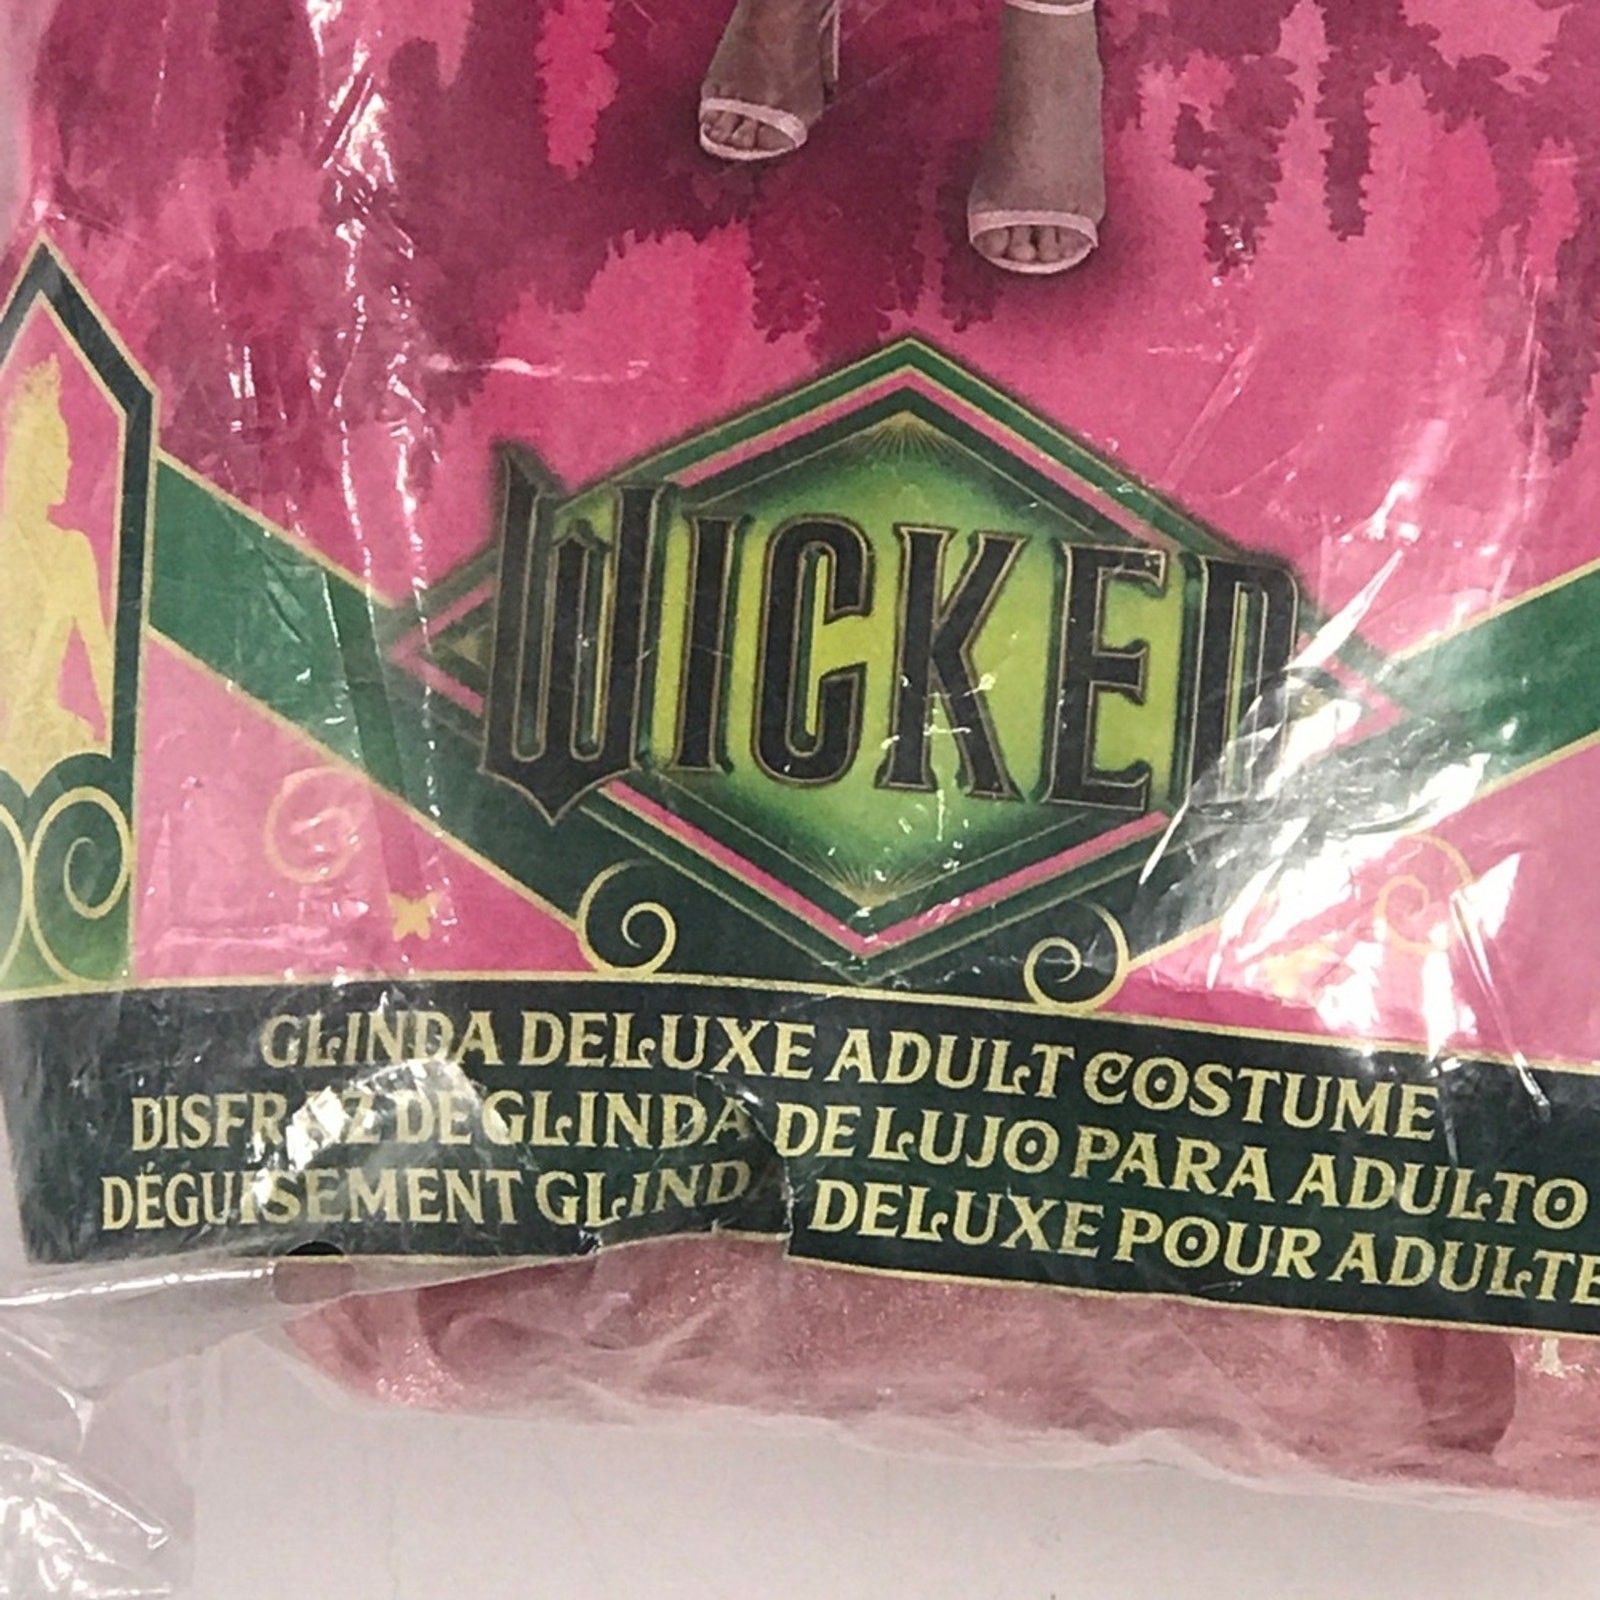 WICKED
GLINDA DELUXE ADULT COSTUME
DISFRAZ DE GLINDA DE LUJO PARA ADULTO
DÉGUISEMENT GLINDA DELUXE POUR ADULTE